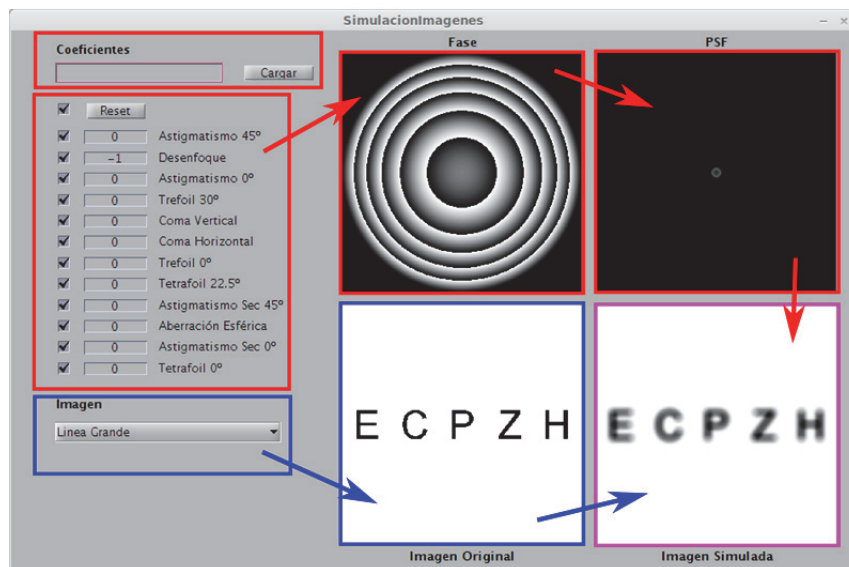 SimulacionImagenes
Coeficientes
Cargar
Reset
0 Astigmatismo 45º
-1 Desenfoque
0 Astigmatismo 0º
0 Trefoil 30º
0 Coma Vertical
0 Coma Horizontal
0 Trefoil 0º
0 Tetrafoil 22.5º
0 Astigmatismo Sec 45º
0 Aberración Esférica
0 Astigmatismo Sec 0º
0 Tetrafoil 0º
Imagen
Linea Grande
Fase
PSF
E C P Z H
Imagen Original
E C P Z H
Imagen Simulada